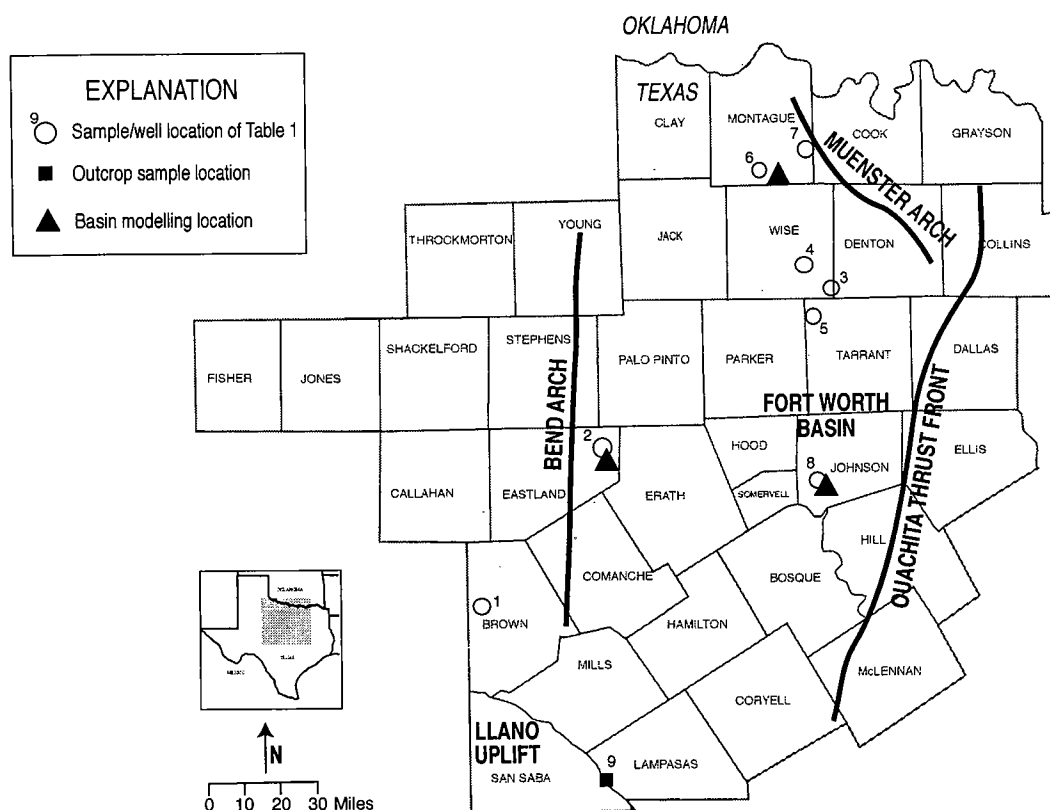 OKLAHOMA
TEXAS
EXPLANATION
9 Sample/well location of Table 1
Outcrop sample location
Basin modelling location
CLAY
MONTAGUE
COOK
GRAYSON
7
6
MUENSTER ARCH
THROCKMORTON
YOUNG
JACK
WISE
DENTON
COLLINS
4
3
5
FISHER
JONES
SHACKELFORD
STEPHENS
PALO PINTO
PARKER
TARRANT
DALLAS
BEND ARCH
FORT WORTH
BASIN
OUACHITA THRUST FRONT
CALLAHAN
EASTLAND
2
ERATH
HOOD
SOMERVELL
8
JOHNSON
ELLIS
HILL
COMANCHE
BOSQUE
1
BROWN
HAMILTON
MILLS
McLENNAN
CORYELL
LLANO
UPLIFT
SAN SABA
9
LAMPASAS
OKLAHOMA
TEXAS
MEXICO
N
0 10 20 30 Miles